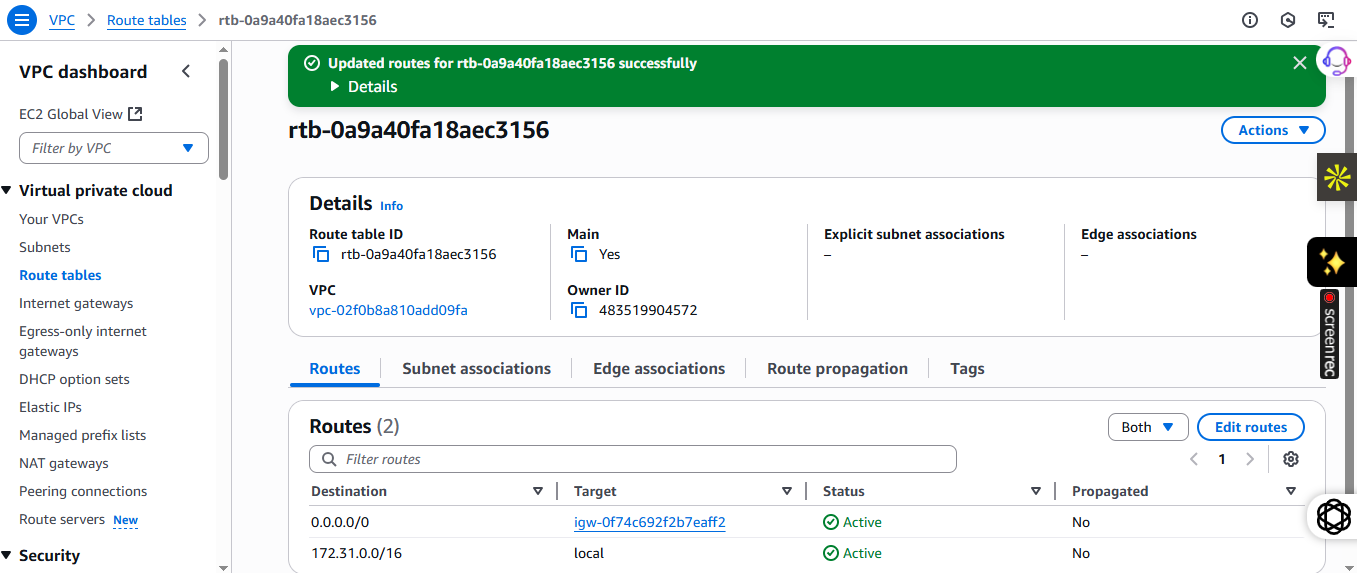 VPC > Route tables > rtb-0a9a40fa18aec3156
VPC dashboard
EC2 Global View
Filter by VPC
Virtual private cloud
Your VPCs
Subnets
Route tables
Internet gateways
Egress-only internet
gateways
DHCP option sets
Elastic IPs
Managed prefix lists
NAT gateways
Peering connections
Route servers New
Security
Updated routes for rtb-0a9a40fa18aec3156 successfully
Details
rtb-0a9a40fa18aec3156
Actions
Details Info
Route table ID
rtb-0a9a40fa18aec3156
Main
Yes
Explicit subnet associations
–
Edge associations
–
VPC
vpc-02f0b8a810add09fa
Owner ID
483519904572
Routes Subnet associations Edge associations Route propagation Tags
Routes (2)
Both Edit routes
Filter routes
1
Destination Target Status Propagated
0.0.0.0/0 igw-0f74c692f2b7eaff2 Active No
172.31.0.0/16 local Active No
screenrec